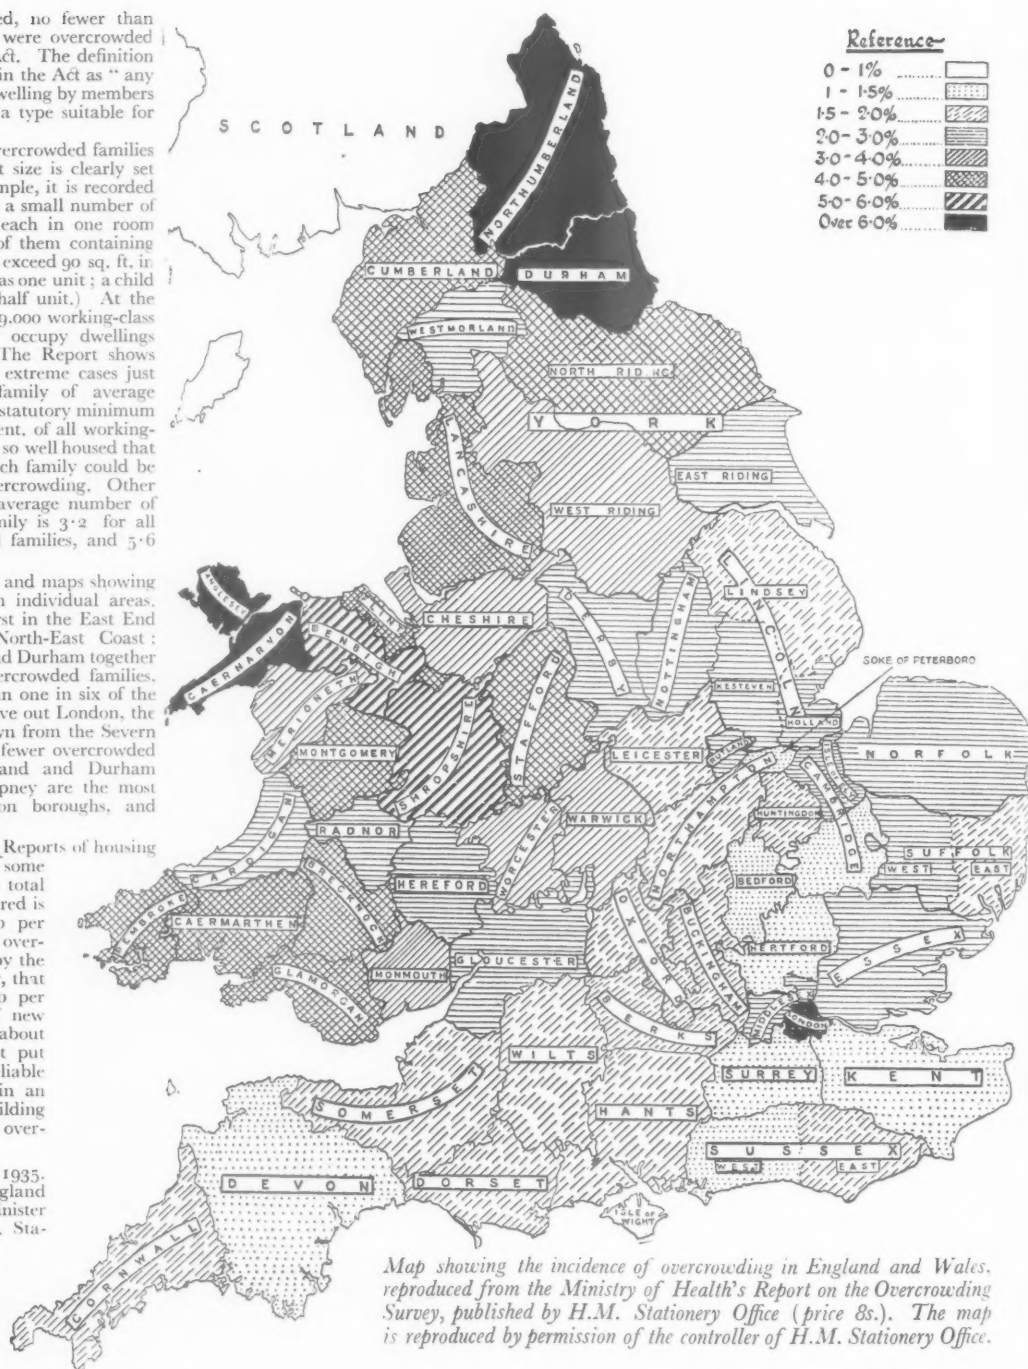 ed, no fewer than
were overcrowded
Act. The definition
in the Act as “ any
welling by members
a type suitable for
vercrowded families
t size is clearly set
mple, it is recorded
a small number of
each in one room
of them containing
exceed 90 sq. ft. in
as one unit ; a child
half unit.) At the
9,000 working-class
occupy dwellings
The Report shows
extreme cases just
family of average
statutory minimum
ent. of all working-
so well housed that
ch family could be
ercrowding. Other
average number of
mily is 3·2 for all
l families, and 5·6
and maps showing
n individual areas.
rst in the East End
North-East Coast :
nd Durham together
ercrowded families,
an one in six of the
ve out London, the
wn from the Severn
fewer overcrowded
and and Durham
pney are the most
on boroughs, and
Reports of housing
some
total
red is
o per
over-
by the
, that
o per
f new
about
t put
liable
in an
ilding
over-
1935.
gland
nister
. Sta-
Reference
0 - 1%
1 - 1·5%
1·5 - 2·0%
2·0 - 3·0%
3·0 - 4·0%
4·0 - 5·0%
5·0 - 6·0%
Over 6·0%
SCOTLAND
NORTHUMBERLAND
CUMBERLAND
DURHAM
WESTMORLAND
NORTH RIDING
YORK
LANCASHIRE
EAST RIDING
WEST RIDING
ANGLESEY
CAERNARVON
DENBIGH
FLINT
CHESHIRE
DERBY
NOTTINGHAM
LINCOLN
LINDSEY
SOKE OF PETERBORO
KESTEVEN
HOLLAND
MERIONETH
MONTGOMERY
SHROPSHIRE
STAFFORD
LEICESTER
RUTLAND
NORFOLK
CARDIGAN
RADNOR
WORCESTER
WARWICK
NORTHAMPTON
HUNTINGDON
ISLE OF ELY
CAMBRIDGE
SUFFOLK
WEST
EAST
PEMBROKE
CAERMARTHEN
BRECKNOCK
HEREFORD
BEDFORD
GLAMORGAN
MONMOUTH
GLOUCESTER
OXFORD
BUCKINGHAM
HERTFORD
ESSEX
MIDDLESEX
LONDON
BERKS
WILTS
SURREY
KENT
SOMERSET
HANTS
SUSSEX
WEST
EAST
DEVON
DORSET
ISLE OF
WIGHT
CORNWALL
Map showing the incidence of overcrowding in England and Wales,
reproduced from the Ministry of Health's Report on the Overcrowding
Survey, published by H.M. Stationery Office (price 8s.). The map
is reproduced by permission of the controller of H.M. Stationery Office.